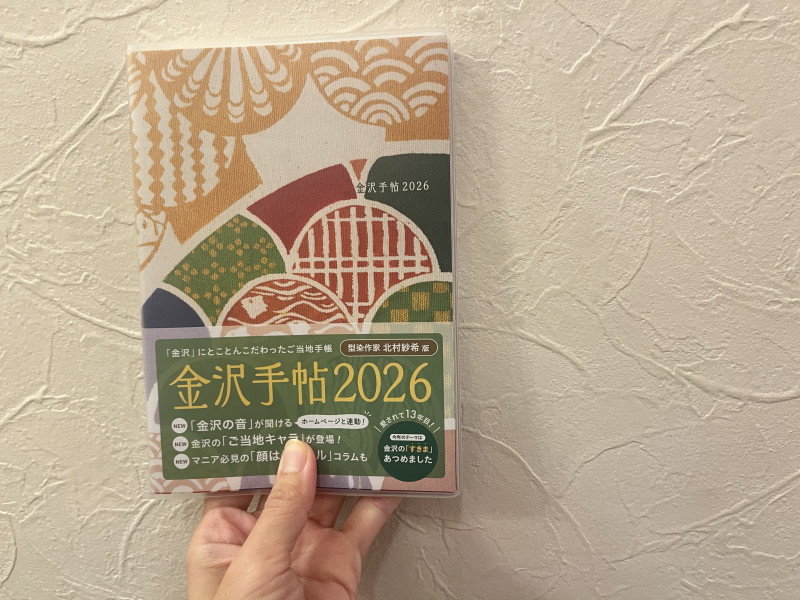 金沢手帖2026
「金沢」にとことんこだわったご当地手帳
型染作家 北村紗希 版
金沢手帖2026
NEW 「金沢の音」が聞ける ホームページと連動!
NEW 金沢の「ご当地キャラ」が登場!
NEW マニア必見の「顔は ル」コラムも
愛されて13年目!
今年のテーマは
金沢の「すきま」
あつめました